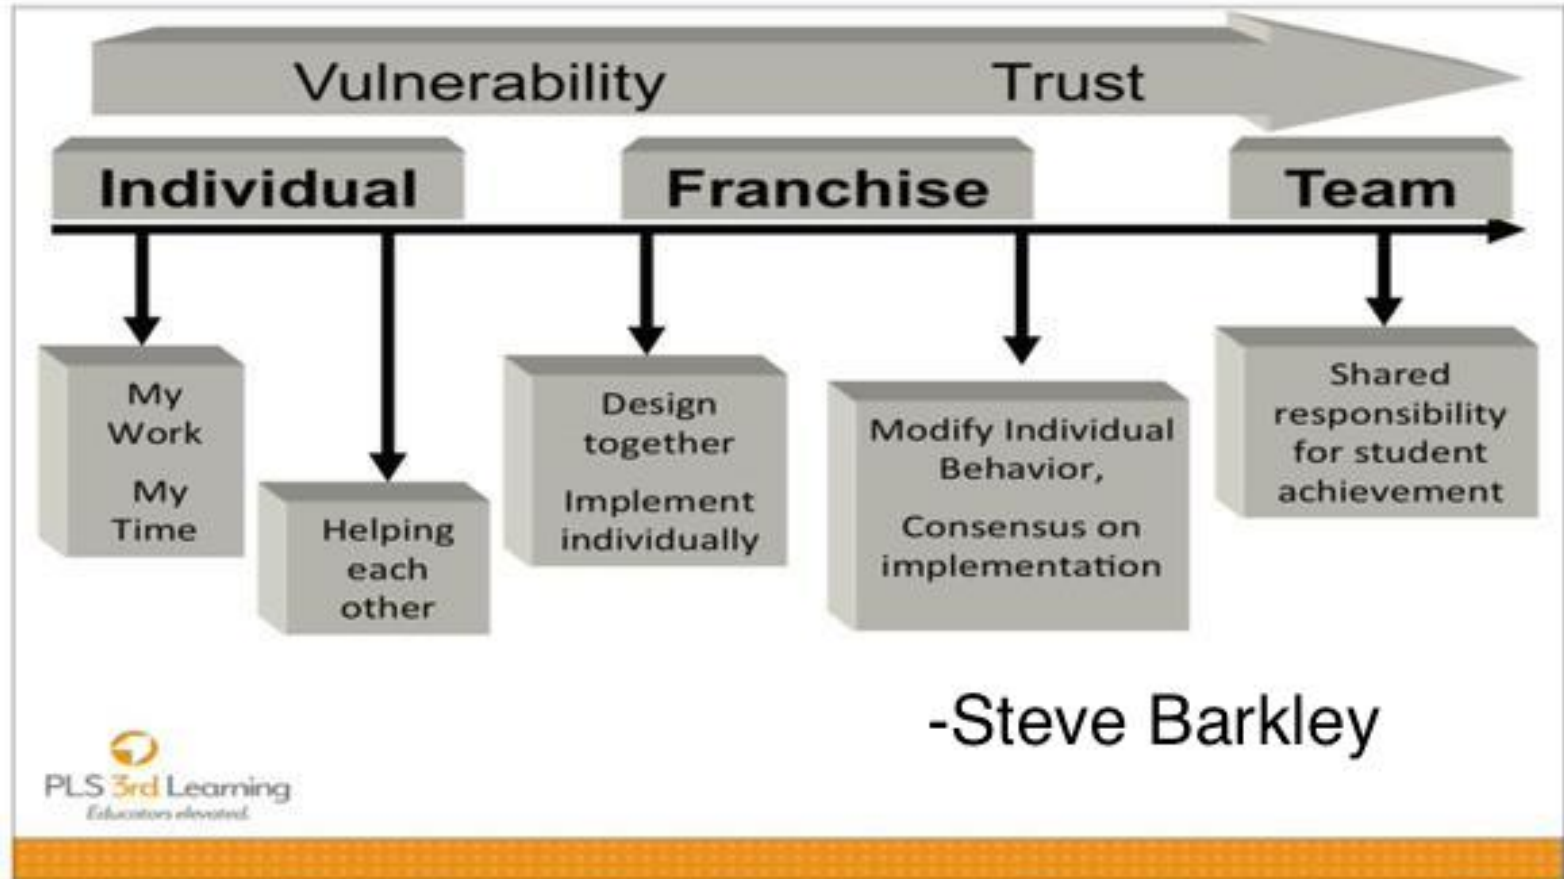 Vulnerability Trust
Individual Franchise Team
My
Work
My
Time
Helping
each
other
Design
together
Implement
individually
Modify Individual
Behavior,
Consensus on
implementation
Shared
responsibility
for student
achievement
-Steve Barkley
PLS 3rd Learning
Educators elevated.